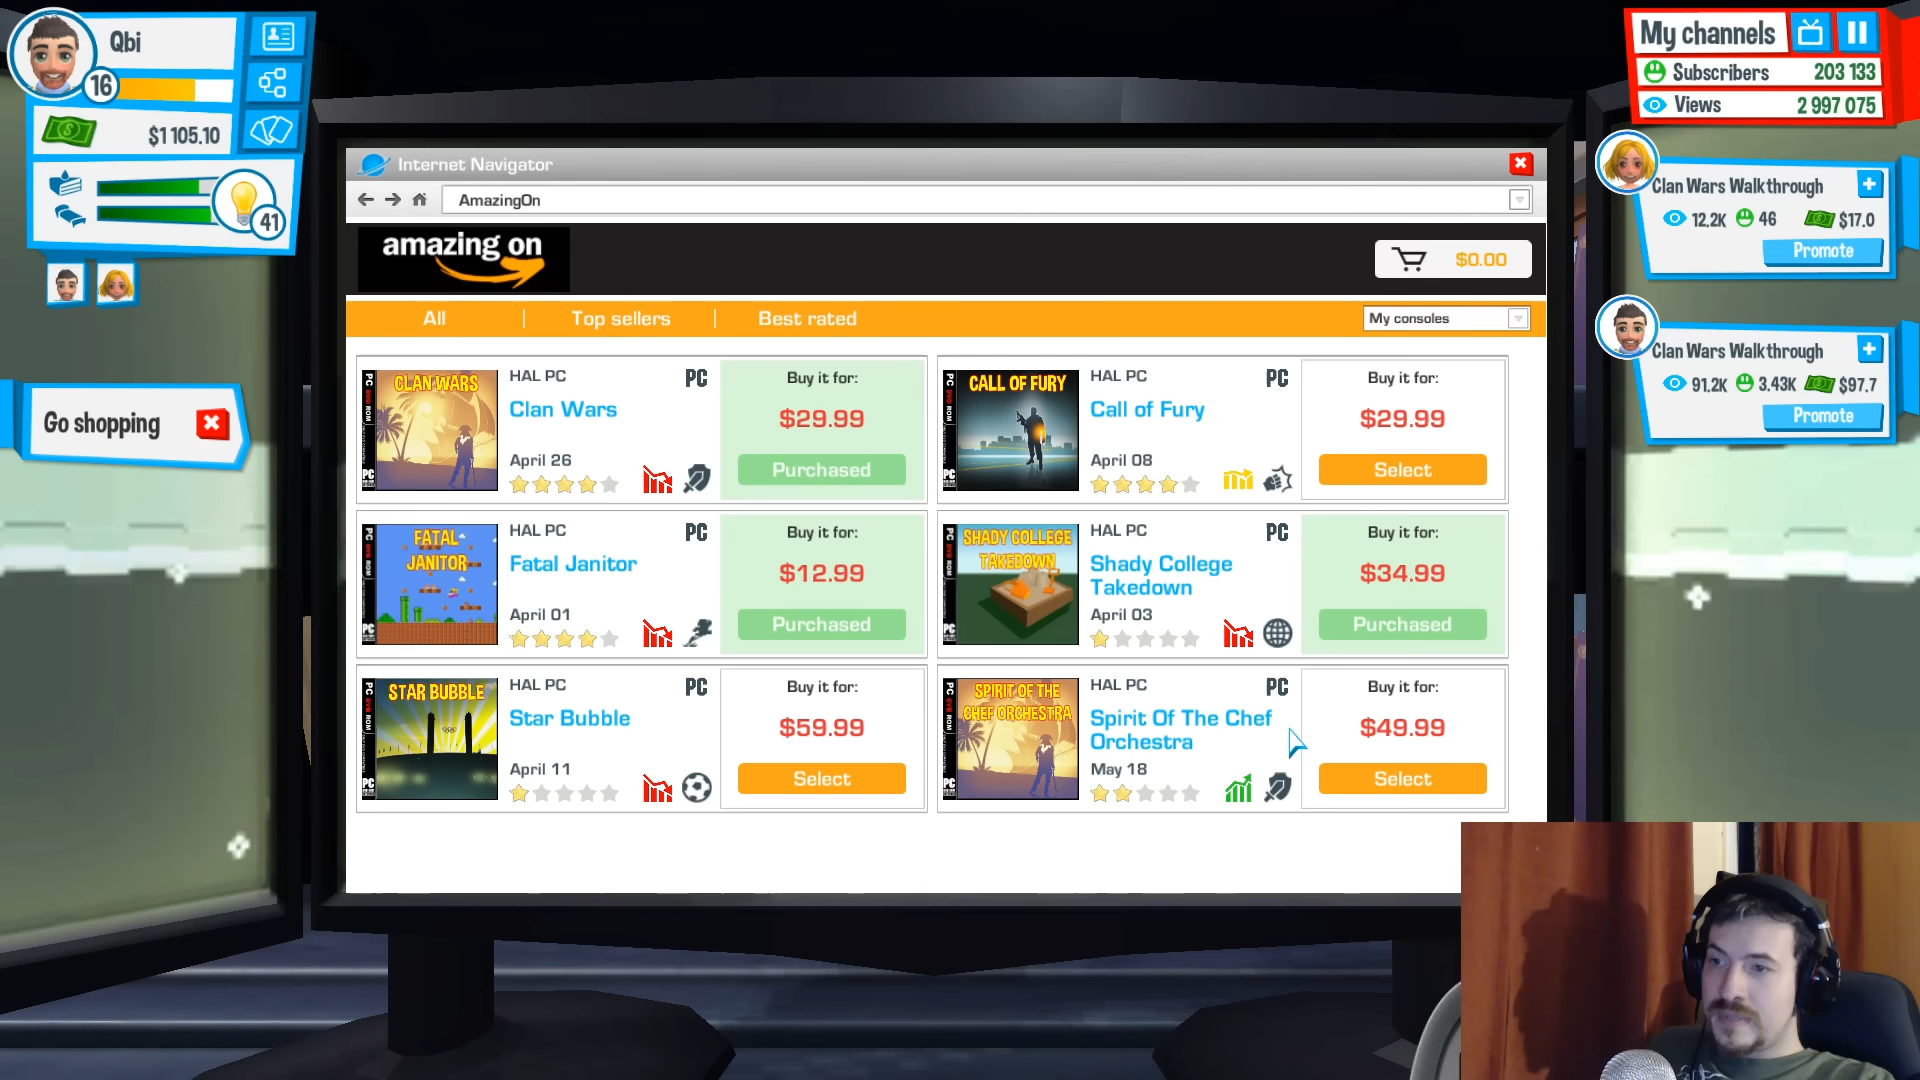 Qbi
16
$1 105.10
41
Go shopping
Internet Navigator
AmazingOn
amazing on
$0.00
All
Top sellers
Best rated
My consoles
CLAN WARS
HAL PC
PC
Clan Wars
April 26
Buy it for:
$29.99
Purchased
CALL OF FURY
HAL PC
PC
Call of Fury
April 08
Buy it for:
$29.99
Select
FATAL
JANITOR
HAL PC
PC
Fatal Janitor
April 01
Buy it for:
$12.99
Purchased
SHADY COLLEGE
TAKEDOWN
HAL PC
PC
Shady College
Takedown
April 03
Buy it for:
$34.99
Purchased
STAR BUBBLE
HAL PC
PC
Star Bubble
April 11
Buy it for:
$59.99
Select
SPIRIT OF THE
CHEF ORCHESTRA
HAL PC
PC
Spirit Of The Chef
Orchestra
May 18
Buy it for:
$49.99
Select
My channels
Subscribers 203 133
Views 2 997 075
Clan Wars Walkthrough
12.2K 46 $17.0
Promote
Clan Wars Walkthrough
91.2K 3.43K $97.7
Promote